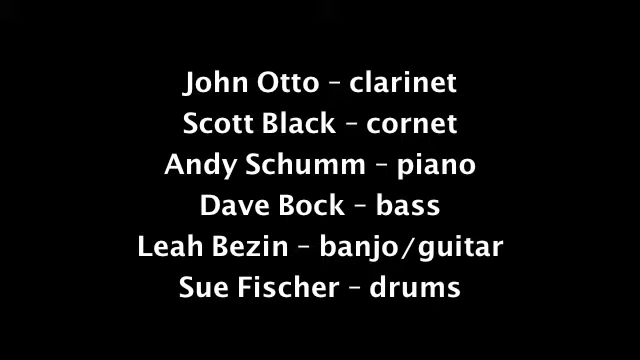 John Otto – clarinet
Scott Black – cornet
Andy Schumm – piano
Dave Bock – bass
Leah Bezin – banjo/guitar
Sue Fischer – drums